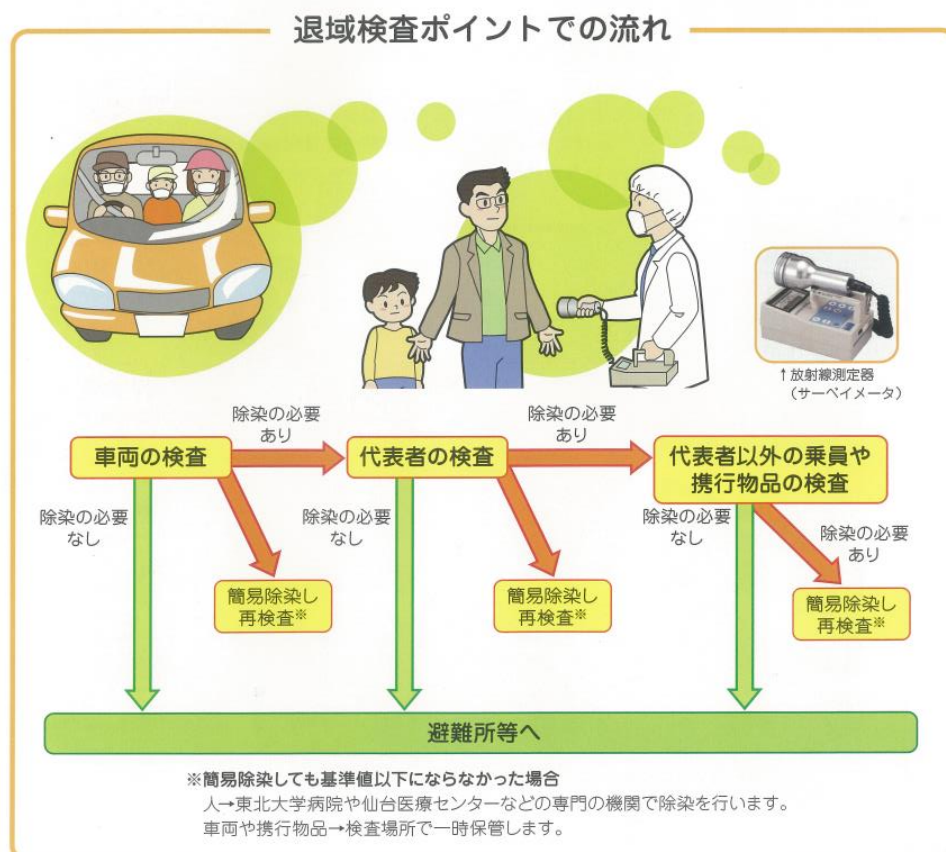 退域検査ポイントでの流れ
↑放射線測定器
（サーベイメータ）
除染の必要
あり
除染の必要
あり
車両の検査
代表者の検査
代表者以外の乗員や
携行物品の検査
除染の必要
なし
除染の必要
なし
除染の必要
なし
除染の必要
あり
簡易除染し
再検査※
簡易除染し
再検査※
簡易除染し
再検査※
避難所等へ
※簡易除染しても基準値以下にならなかった場合
人→東北大学病院や仙台医療センターなどの専門の機関で除染を行います。
車両や携行物品→検査場所で一時保管します。